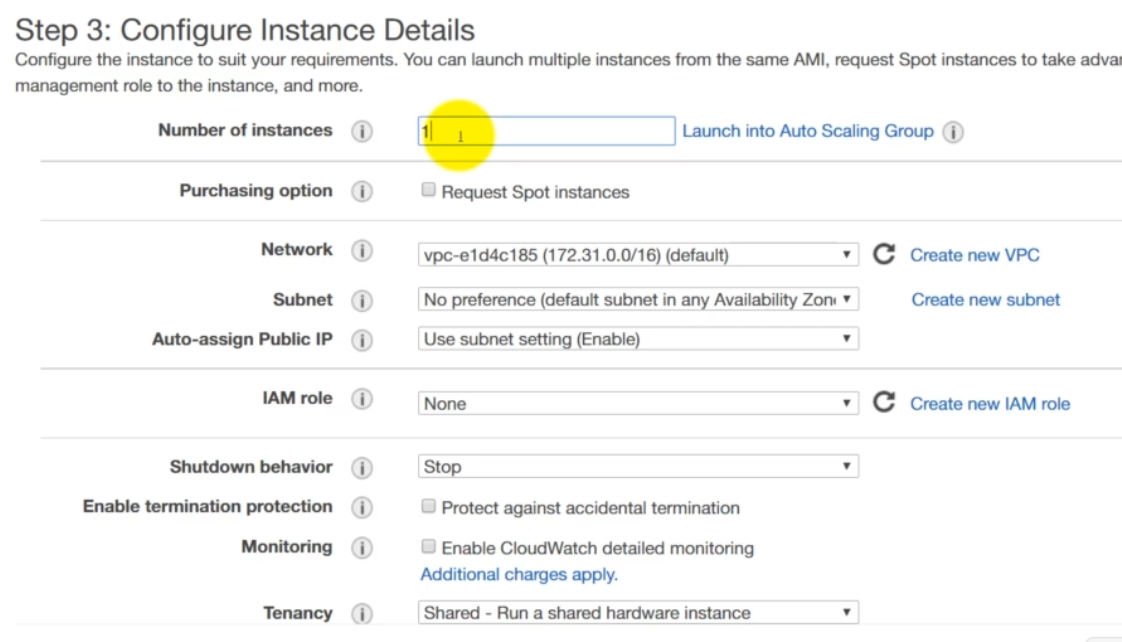 Step 3: Configure Instance Details
Configure the instance to suit your requirements. You can launch multiple instances from the same AMI, request Spot instances to take
management role to the instance, and more.
Number of instances 1 Launch into Auto Scaling Group
Purchasing option Request Spot instances
Network vpc-e1d4c185 (172.31.0.0/16) (default) Create new VPC
Subnet No preference (default subnet in any Availability Create new subnet
Auto-assign Public IP Use subnet setting (Enable)
IAM role None Create new IAM role
Shutdown behavior Stop
Enable termination protection Protect against accidental termination
Monitoring Enable CloudWatch detailed monitoring
Additional charges apply.
Tenancy Shared - Run a shared hardware instance